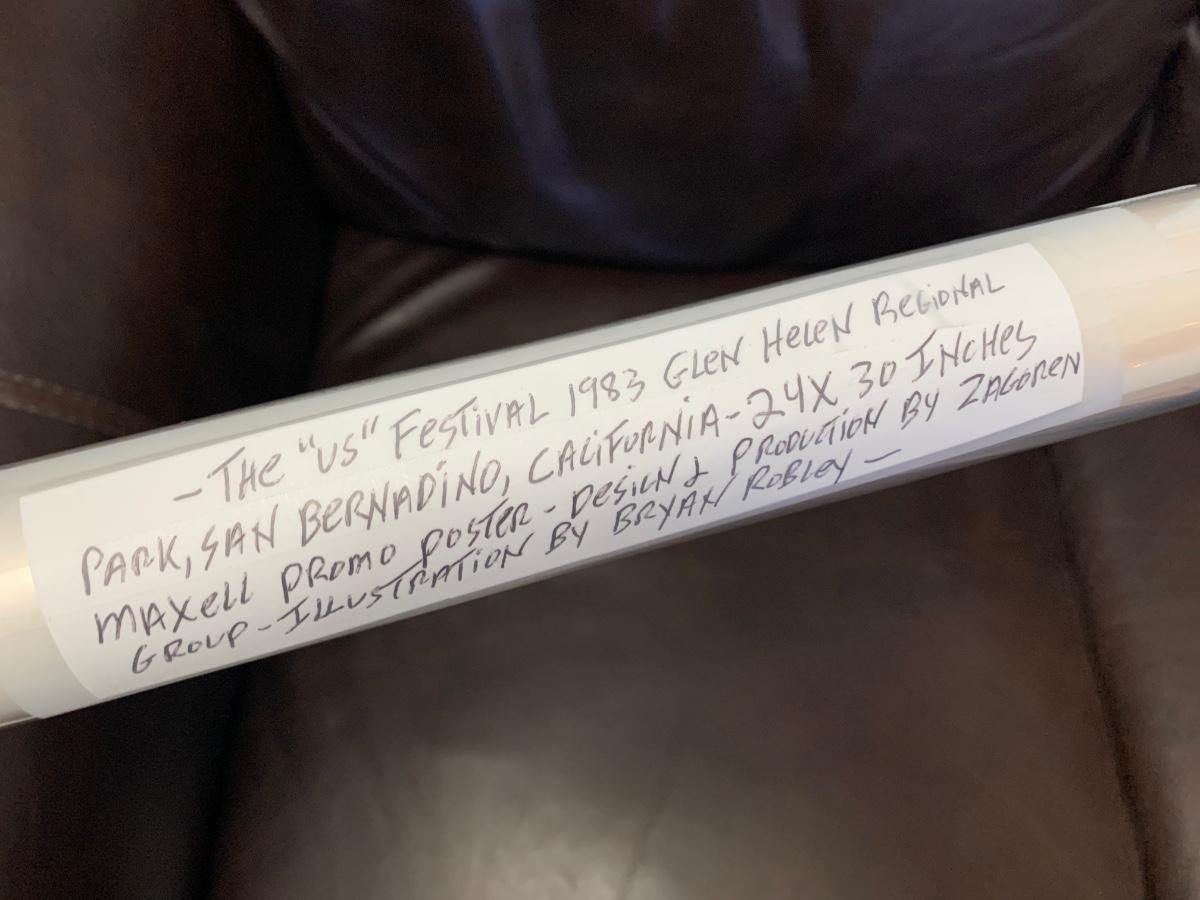 - THE "US" FESTIVAL 1983 GLEN HELEN REGIONAL
PARK, SAN BERNADINO, CALIFORNIA - 24X 30 INCHES
MAXELL PROMO POSTER - DESIGN & PRODUCTION BY ZAGOREN
GROUP - ILLUSTRATION BY BRYAN ROBLEY -